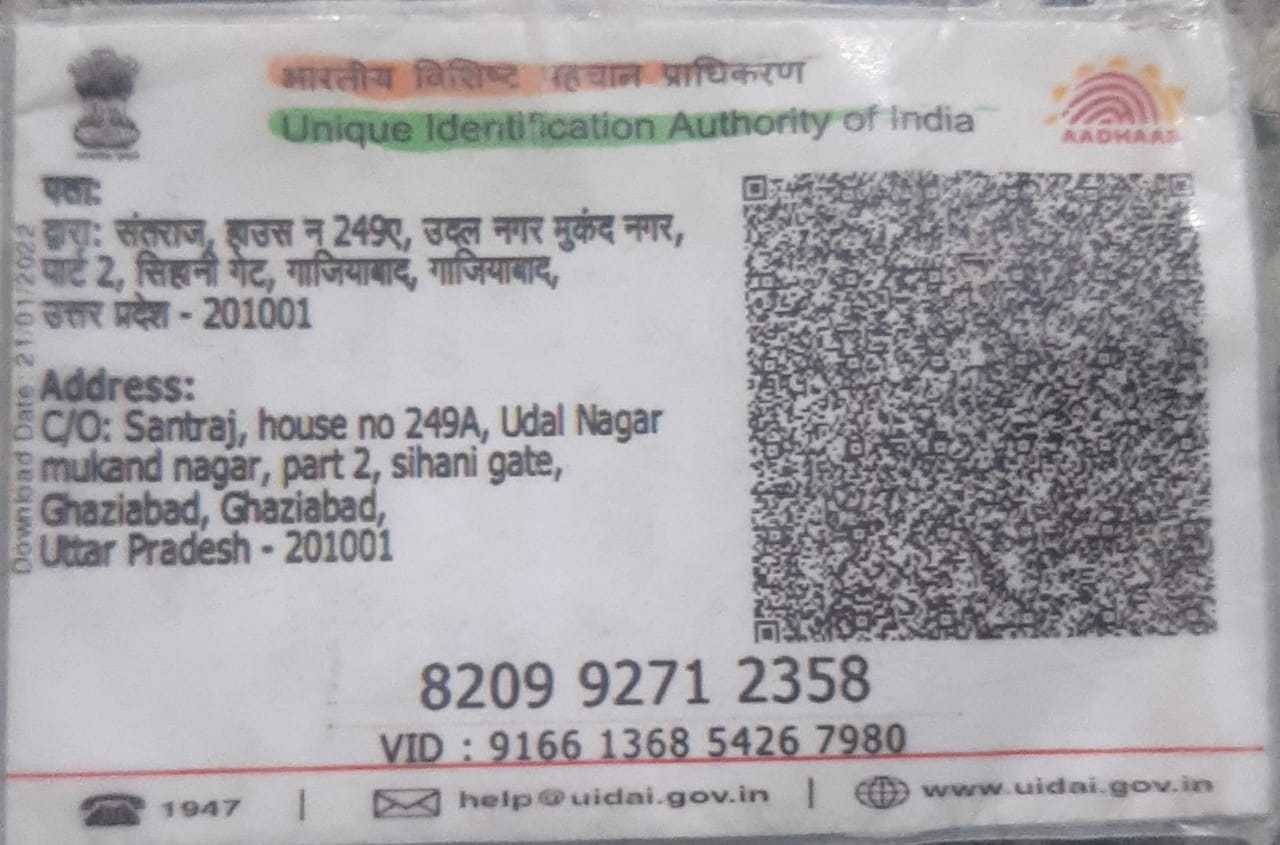 भारतीय विशिष्ट पहचान प्राधिकरण
Unique Identification Authority of India
AADHAAR
पता:
द्वारा: संतराज, हाउस न 249ए, उदल नगर मुकंद नगर,
पार्ट 2, सिहानी गेट, गाजियाबाद, गाजियाबाद,
उत्तर प्रदेश - 201001
Address:
C/O: Santraj, house no 249A, Udal Nagar
mukand nagar, part 2, sihani gate,
Ghaziabad, Ghaziabad,
Uttar Pradesh - 201001
Download Date: 21/01/2022
8209 9271 2358
VID : 9166 1368 5426 7980
1947 | help@uidai.gov.in | www.uidai.gov.in